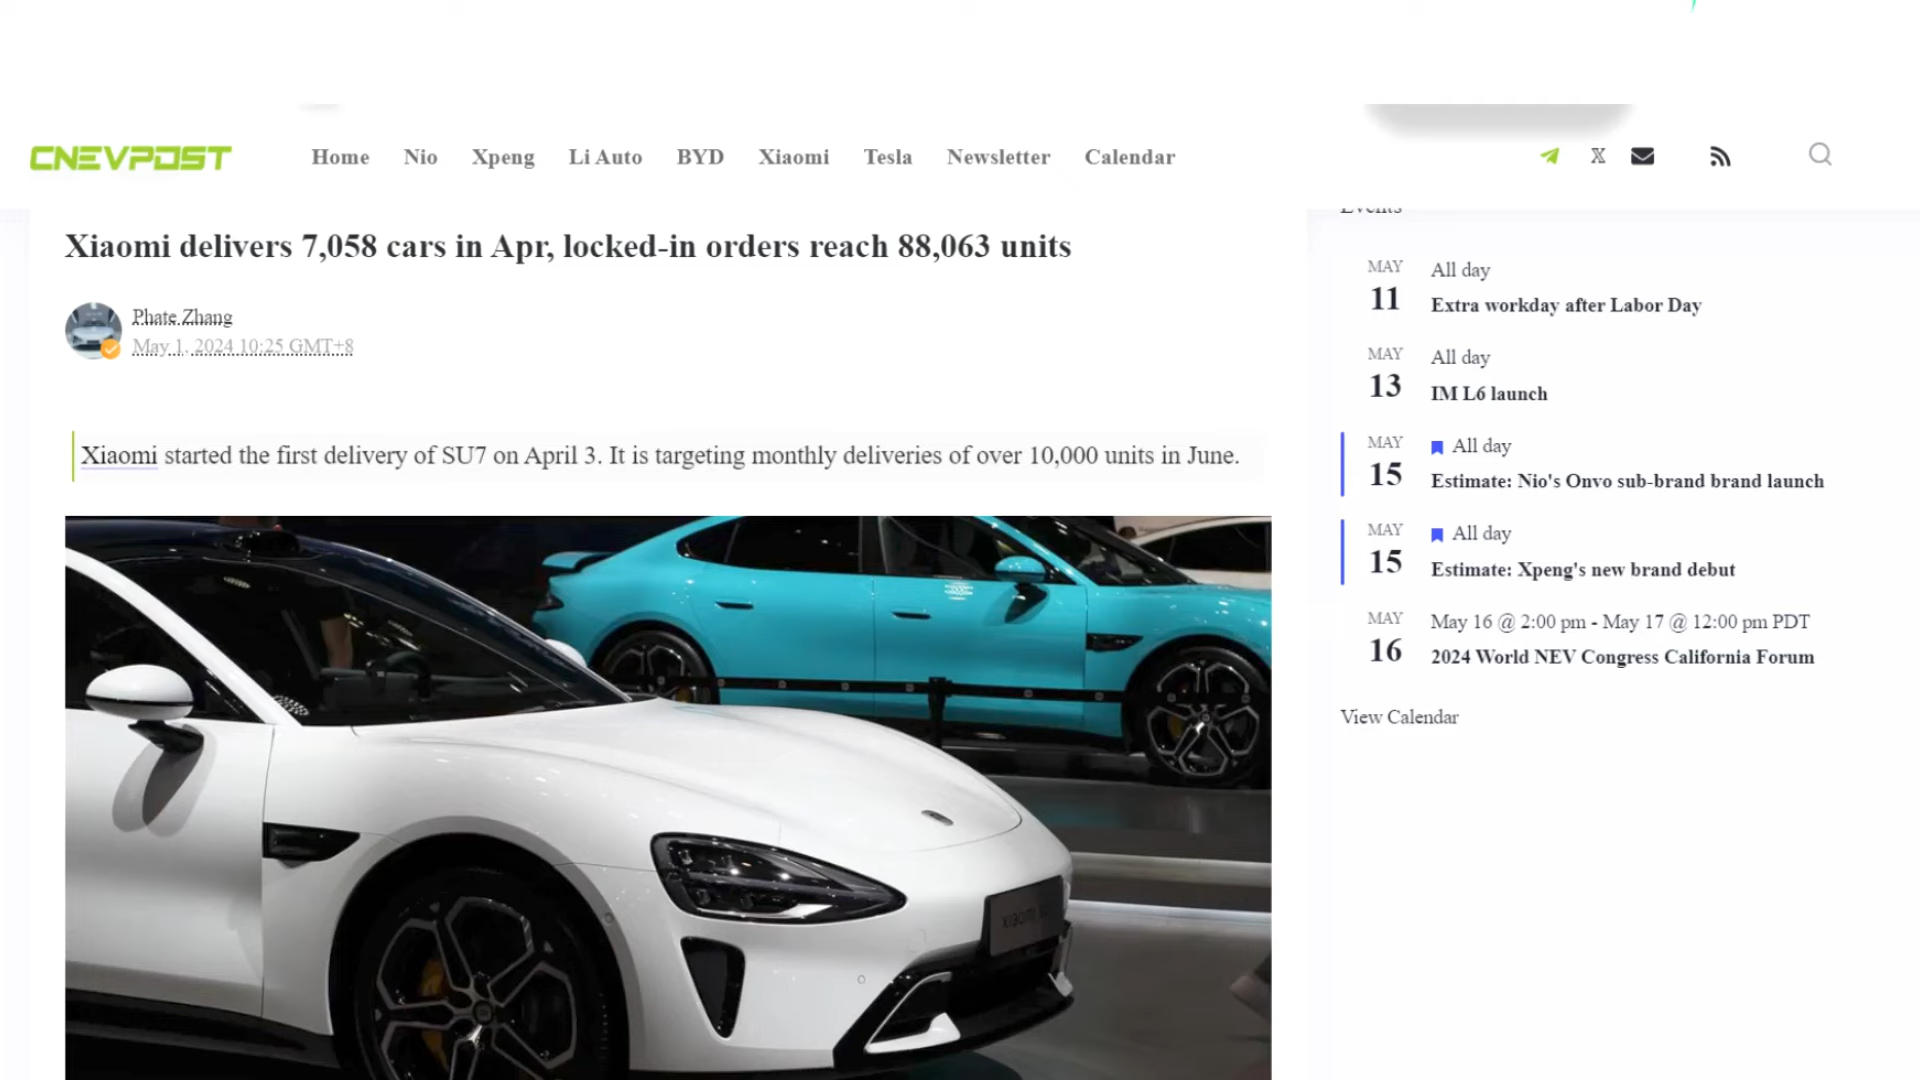 CNEVPOST
Home Nio Xpeng Li Auto BYD Xiaomi Tesla Newsletter Calendar
Xiaomi delivers 7,058 cars in Apr, locked-in orders reach 88,063 units
Phate Zhang
May 1, 2024 10:25 GMT+8
Xiaomi started the first delivery of SU7 on April 3. It is targeting monthly deliveries of over 10,000 units in June.
xiaomi
Events
MAY
11
All day
Extra workday after Labor Day
MAY
13
All day
IM L6 launch
MAY
15
All day
Estimate: Nio's Onvo sub-brand brand launch
MAY
15
All day
Estimate: Xpeng's new brand debut
MAY
16
May 16 @ 2:00 pm - May 17 @ 12:00 pm PDT
2024 World NEV Congress California Forum
View Calendar